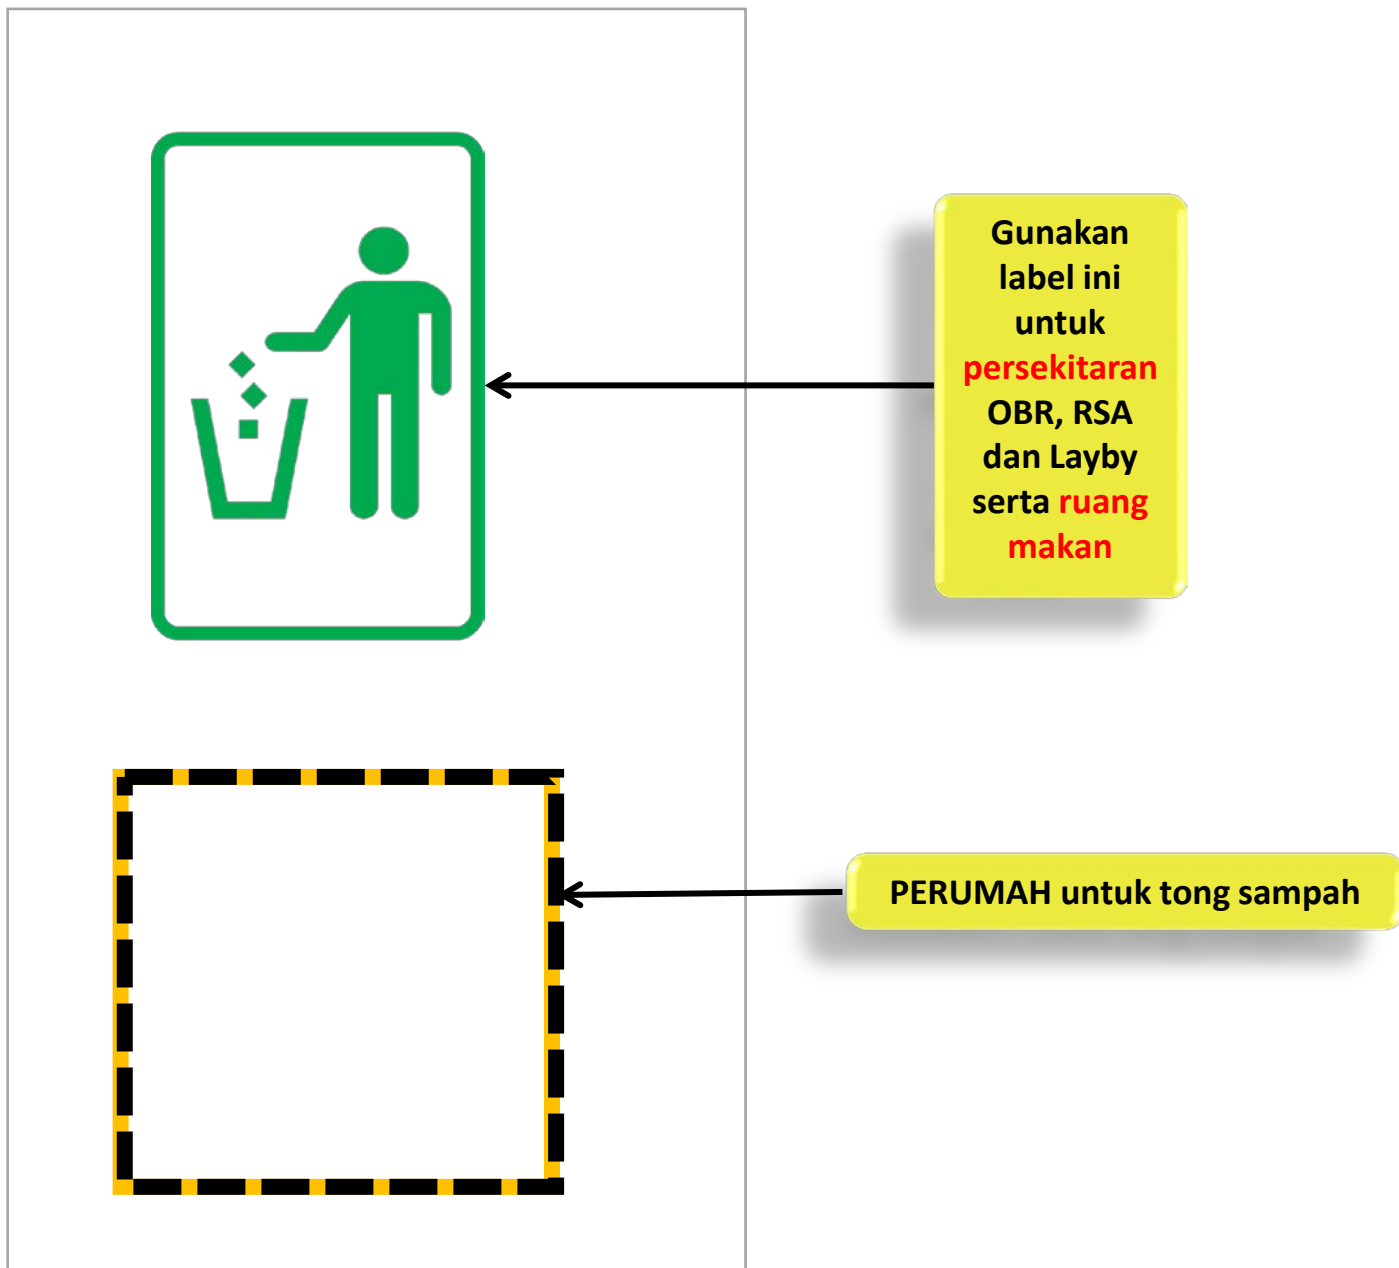 Gunakan
label ini
untuk
persekitaran
OBR, RSA
dan Layby
serta ruang
makan
PERUMAH untuk tong sampah